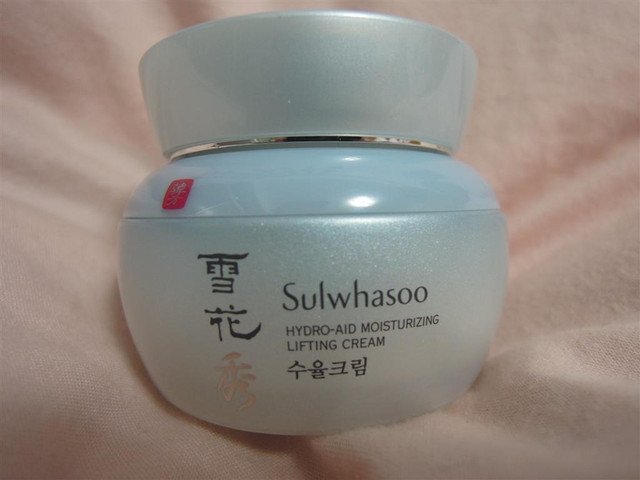 雪花秀
Sulwhasoo
HYDRO-AID MOISTURIZING
LIFTING CREAM
수율크림